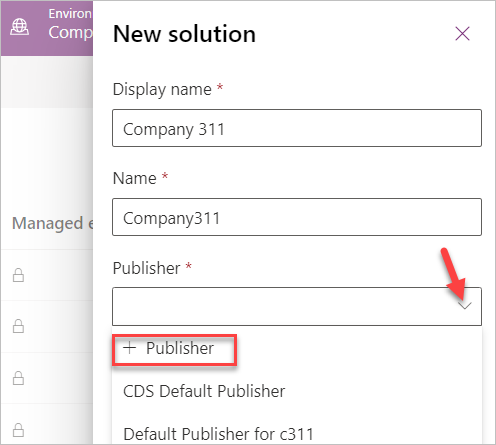 Environ
Comp
New solution
Display name *
Company 311
Name *
Company311
Managed e
Publisher *
+ Publisher
CDS Default Publisher
Default Publisher for c311